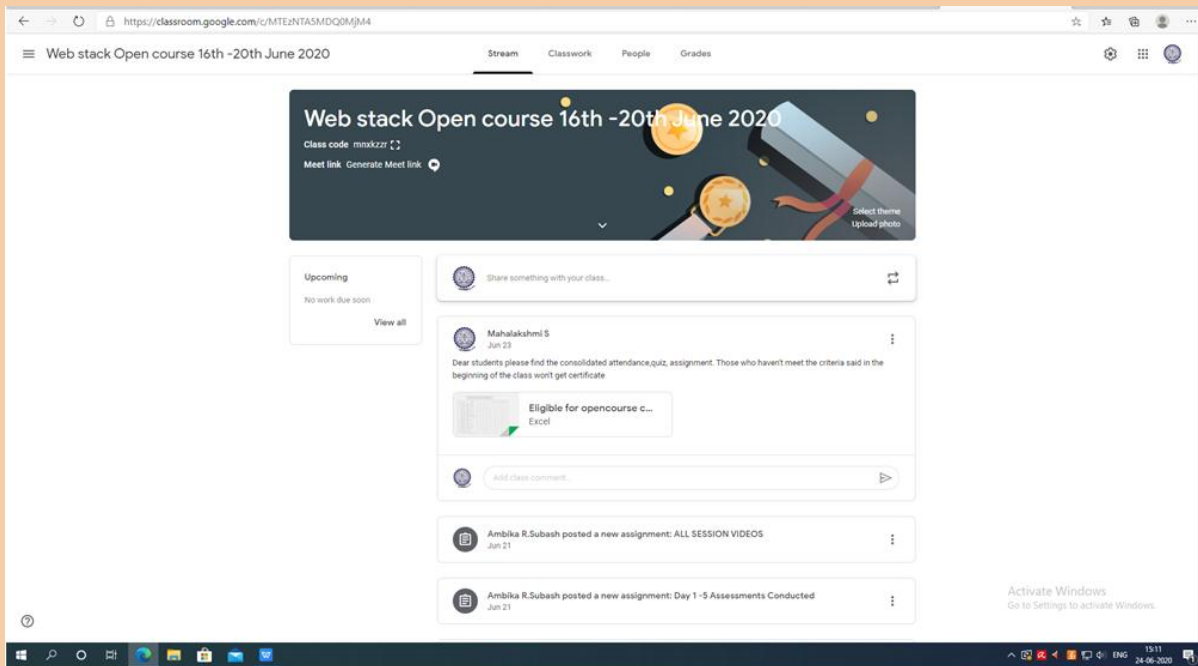 https://classroom.google.com/c/MTEzNTA5MDQ0MjM4
Web stack Open course 16th -20th June 2020
Stream
Classwork
People
Grades
Web stack Open course 16th -20th June 2020
Class code mnxkzzr
Meet link Generate Meet link
Select theme
Upload photo
Upcoming
No work due soon
View all
Share something with your class...
Mahalakshmi S
Jun 23
Dear students please find the consolidated attendance,quiz, assignment. Those who haven't meet the criteria said in the
beginning of the class won't get certificate
Eligible for opencourse c...
Excel
Add class comment...
Ambika R.Subash posted a new assignment: ALL SESSION VIDEOS
Jun 21
Ambika R.Subash posted a new assignment: Day 1 -5 Assessments Conducted
Jun 21
Activate Windows
Go to Settings to activate Windows.
ENG
15:11
24-06-2020